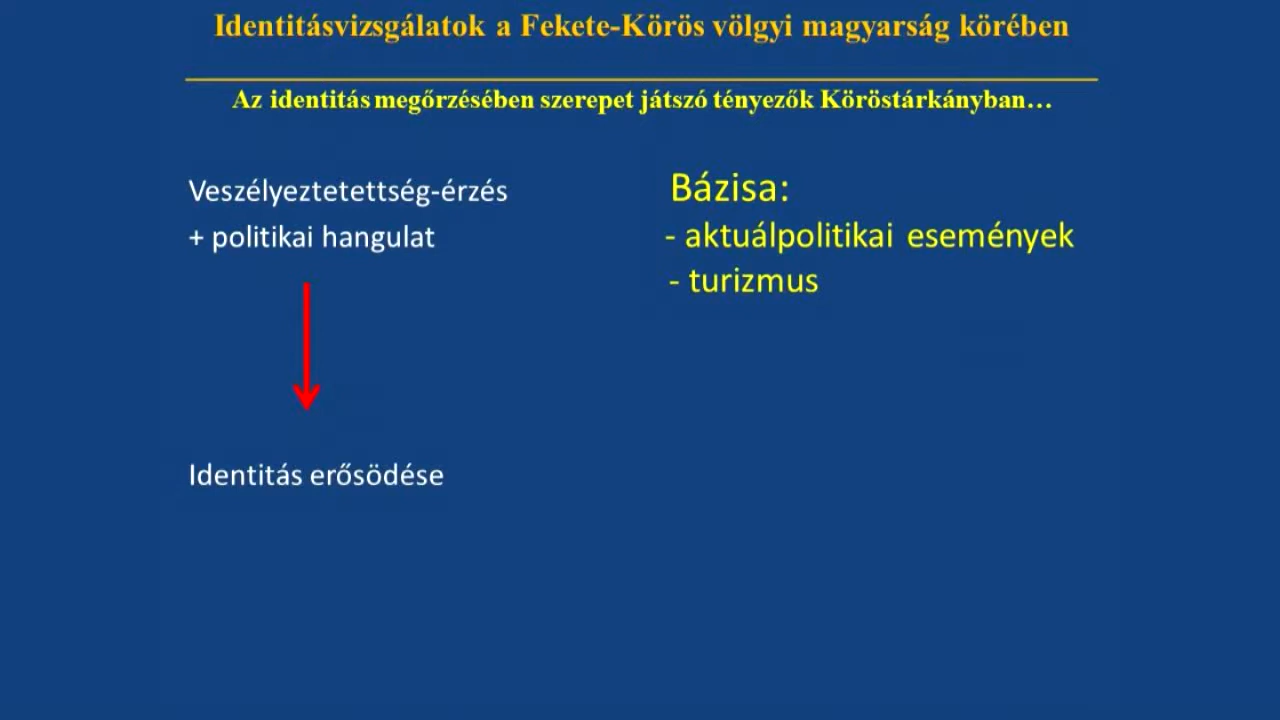 Identitásvizsgálatok a Fekete-Körös völgyi magyarság körében
Az identitás megőrzésében szerepet játszó tényezők Köröstárkányban…
Veszélyeztetettség-érzés
+ politikai hangulat
Identitás erősödése
Bázisa:
- aktuálpolitikai események
- turizmus